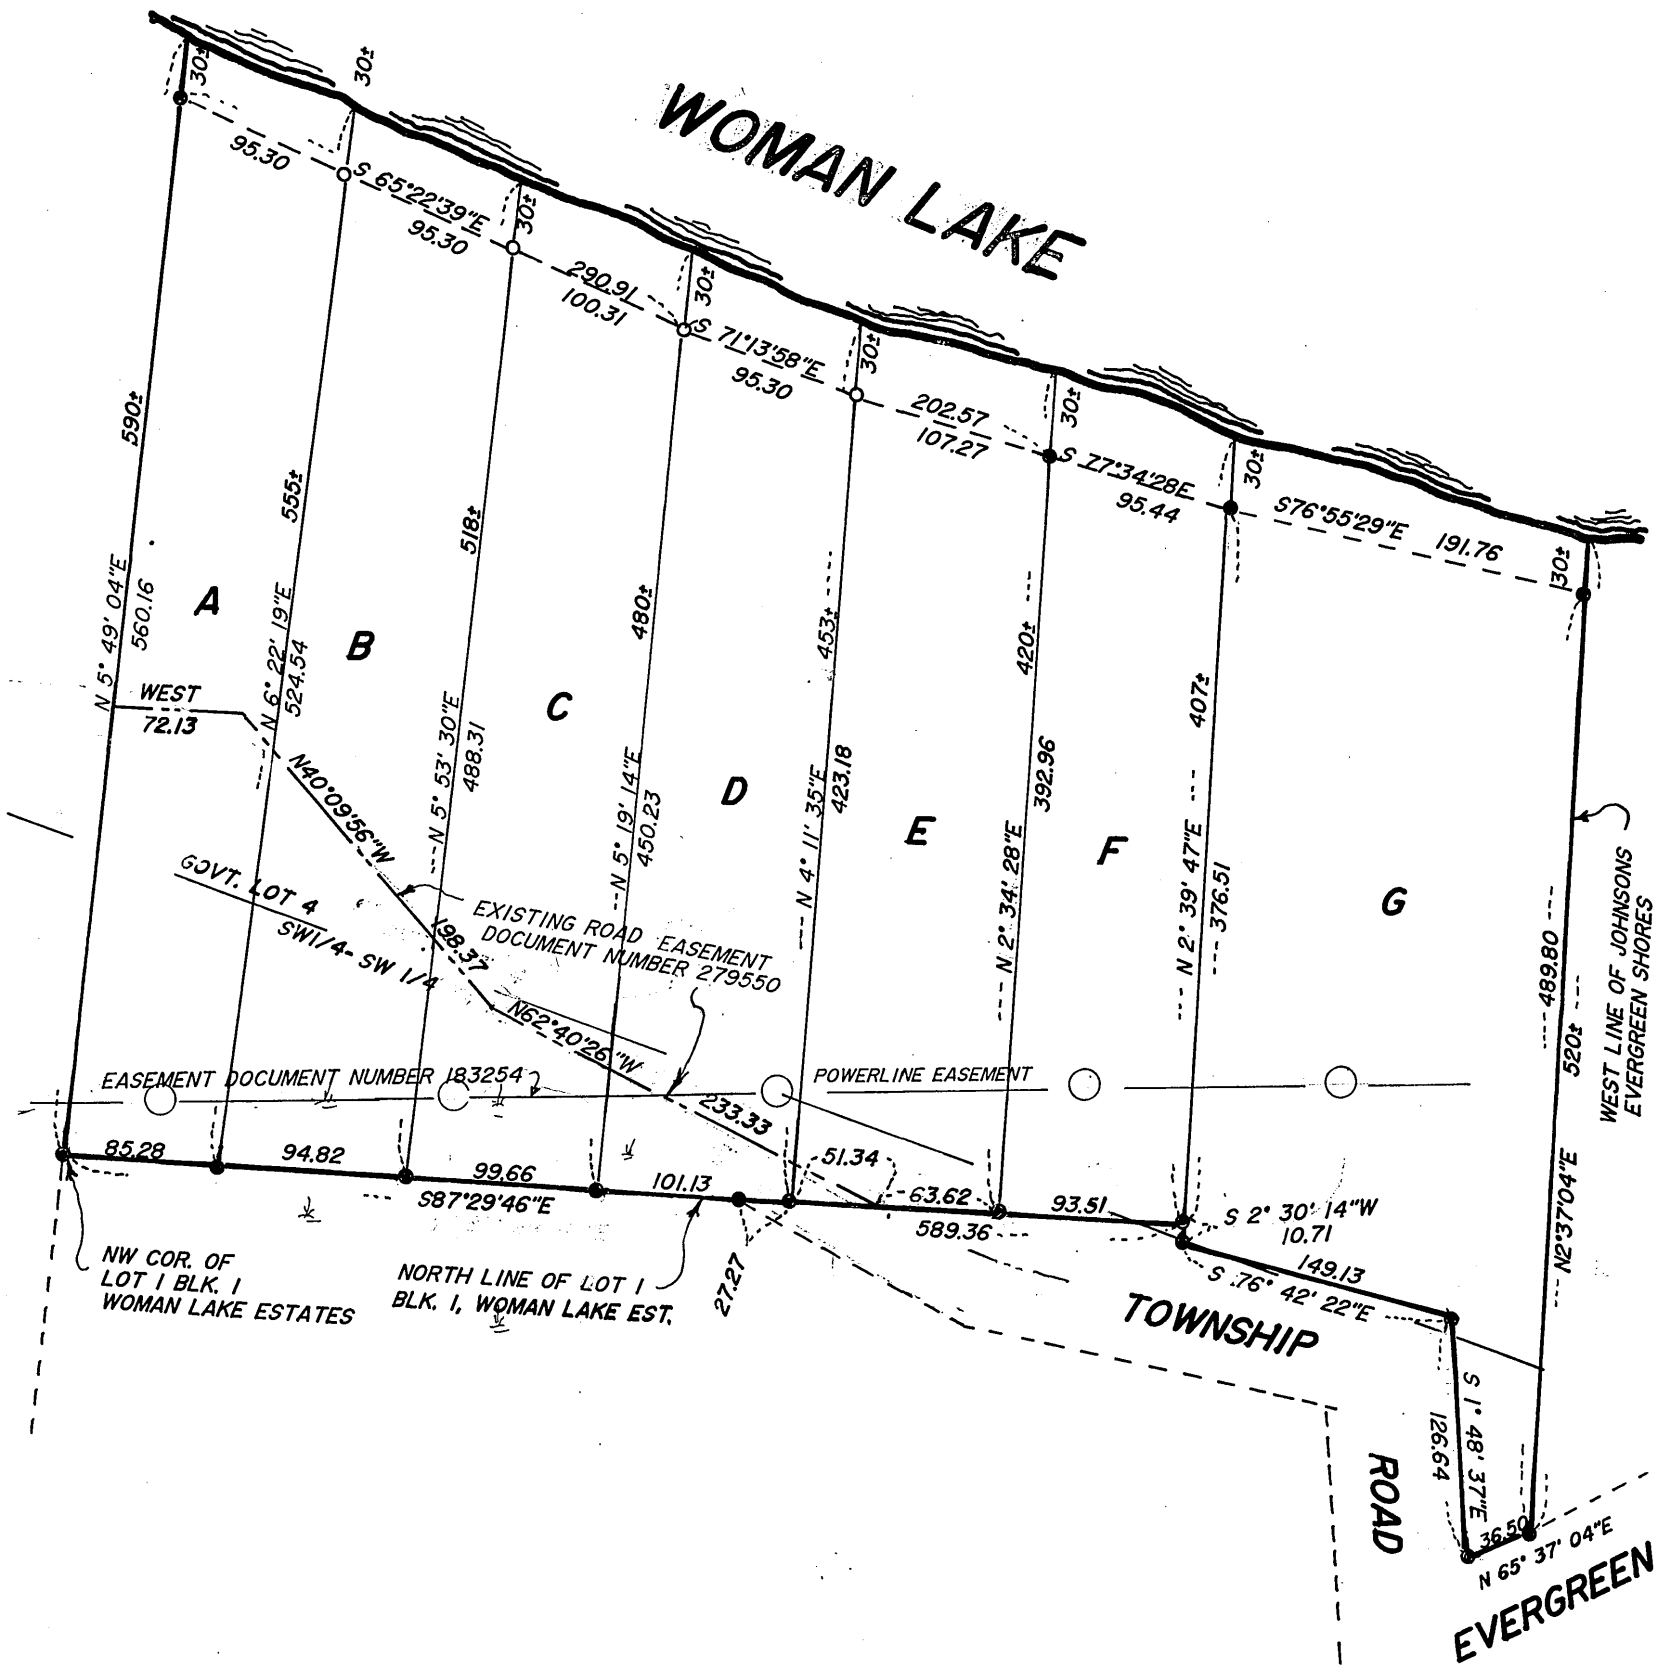 WOMAN LAKE
30±
30±
30±
30±
30±
30±
30±
30±
95.30
S 65°22'39"E
95.30
290.91
100.31
S 71°13'58"E
95.30
202.57
107.27
S 77°34'28E
95.44
S76°55'29"E
191.76
590±
555±
518±
480±
453±
420±
407±
N 5° 49' 04"E
560.16
N 6° 22' 19"E
524.54
N 5° 53' 30"E
488.31
N 5° 19' 14"E
450.23
N 4° 11' 35"E
423.18
N 2° 34' 28"E
392.96
N 2° 39' 47"E
376.51
489.80
520±
N2°37'04"E
WEST LINE OF JOHNSONS
EVERGREEN SHORES
A
B
C
D
E
F
G
WEST
72.13
N40°09'56"W
198.37
GOVT. LOT 4
SW1/4- SW 1/4
EXISTING ROAD EASEMENT
DOCUMENT NUMBER 279550
N62°40'26"W
233.33
EASEMENT DOCUMENT NUMBER 183254
POWERLINE EASEMENT
85.28
94.82
99.66
101.13
51.34
63.62
93.51
S87°29'46"E
589.36
27.27
S 2° 30' 14"W
10.71
149.13
S 76° 42' 22"E
NW COR. OF
LOT 1 BLK. 1
WOMAN LAKE ESTATES
NORTH LINE OF LOT 1
BLK. 1, WOMAN LAKE EST.
TOWNSHIP
ROAD
S 1° 48' 37"E
126.64
36.50
N 65° 37' 04"E
EVERGREEN